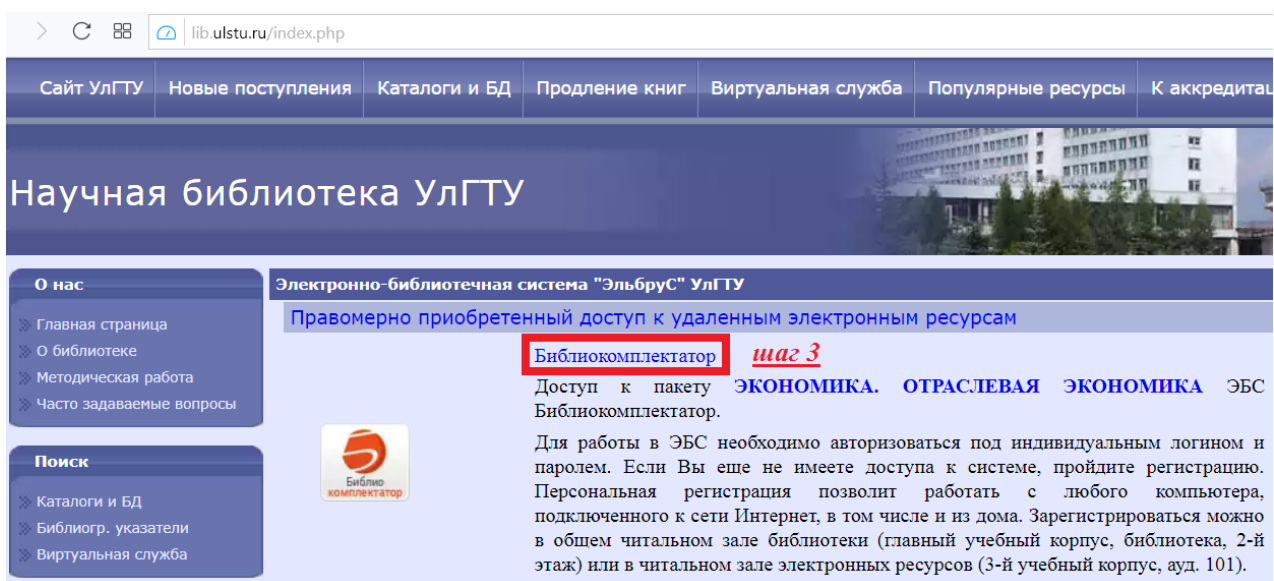 lib.ulstu.ru/index.php
Сайт УлГТУ Новые поступления Каталоги и БД Продление книг Виртуальная служба Популярные ресурсы К аккредитац
Научная библиотека УлГТУ
О нас
Главная страница
О библиотеке
Методическая работа
Часто задаваемые вопросы
Поиск
Каталоги и БД
Библиогр. указатели
Виртуальная служба
Электронно-библиотечная система "ЭльбруС" УлГТУ
Правомерно приобретенный доступ к удаленным электронным ресурсам
Библиокомплектатор шаг 3
Доступ к пакету ЭКОНОМИКА. ОТРАСЛЕВАЯ ЭКОНОМИКА ЭБС
Библиокомплектатор.
Библио
комплектатор
Для работы в ЭБС необходимо авторизоваться под индивидуальным логином и
паролем. Если Вы еще не имеете доступа к системе, пройдите регистрацию.
Персональная регистрация позволит работать с любого компьютера,
подключенного к сети Интернет, в том числе и из дома. Зарегистрироваться можно
в общем читальном зале библиотеки (главный учебный корпус, библиотека, 2-й
этаж) или в читальном зале электронных ресурсов (3-й учебный корпус, ауд. 101).